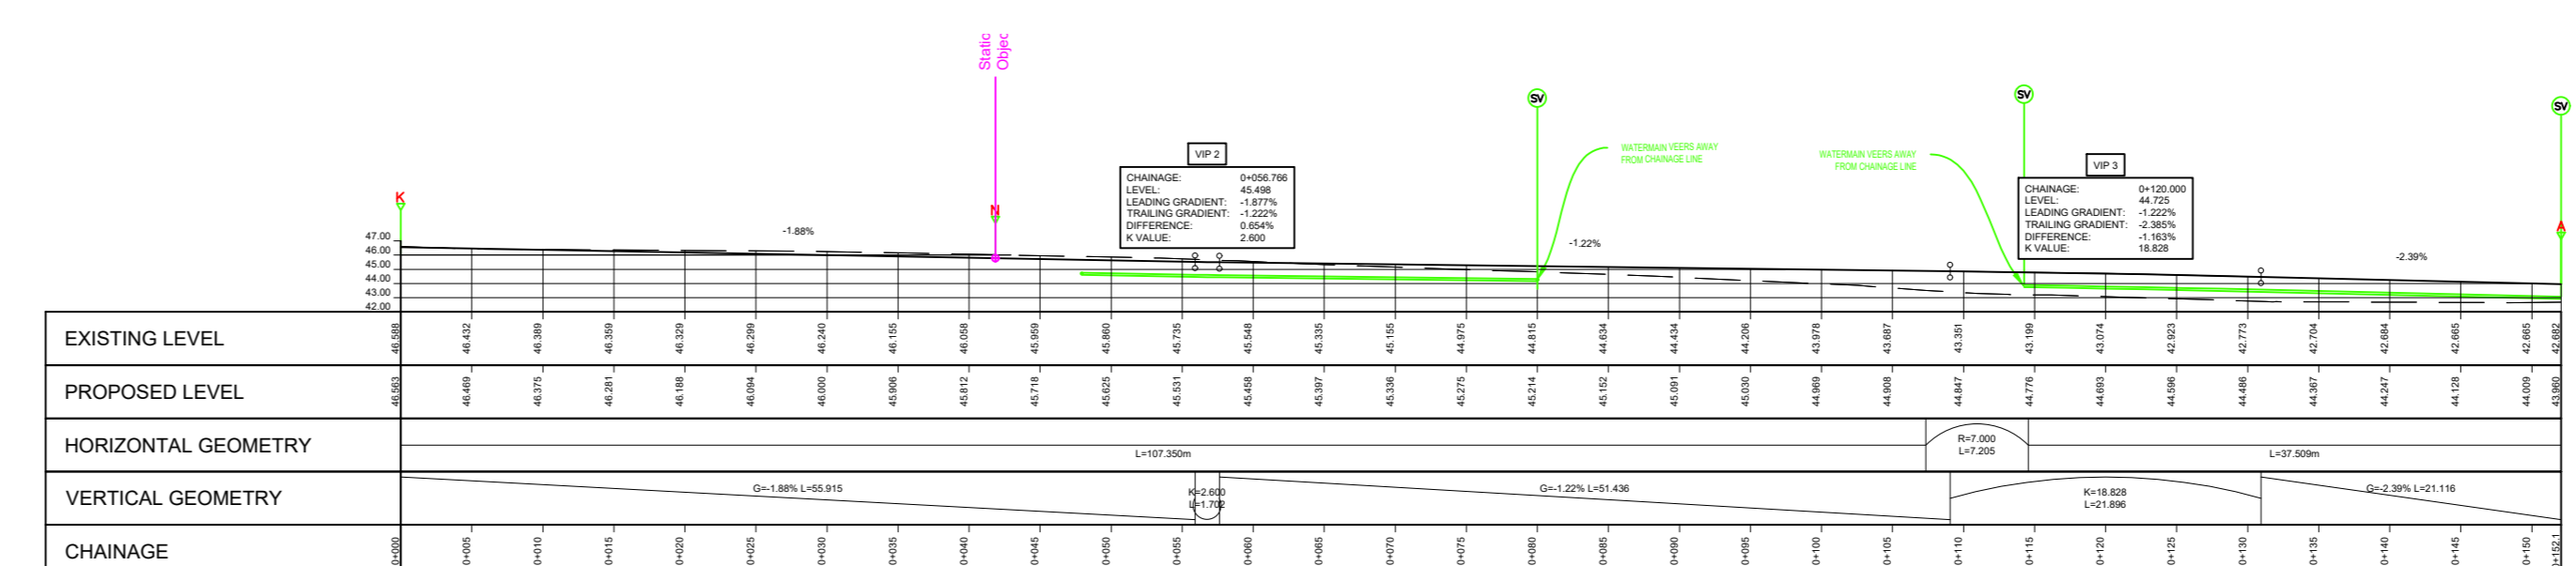 Static
Objec
SV
SV
SV
VIP 2
CHAINAGE: 0+056.766
LEVEL: 45.498
LEADING GRADIENT: -1.877%
TRAILING GRADIENT: -1.222%
DIFFERENCE: 0.654%
K VALUE: 2.600
WATERMAIN VEERS AWAY
FROM CHAINAGE LINE
WATERMAIN VEERS AWAY
FROM CHAINAGE LINE
VIP 3
CHAINAGE: 0+120.000
LEVEL: 44.725
LEADING GRADIENT: -1.222%
TRAILING GRADIENT: -2.385%
DIFFERENCE: -1.163%
K VALUE: 18.828
K
N
A
-1.88%
-1.22%
-2.39%
47.00
46.00
45.00
44.00
43.00
42.00
EXISTING LEVEL 46.588 46.432 46.389 46.359 46.329 46.299 46.240 46.155 46.058 45.959 45.860 45.735 45.548 45.335 45.155 44.975 44.815 44.634 44.434 44.206 43.978 43.687 43.351 43.199 43.074 42.923 42.773 42.704 42.684 42.665 42.665 42.682
PROPOSED LEVEL 46.563 46.469 46.375 46.281 46.188 46.094 46.000 45.906 45.812 45.718 45.625 45.531 45.458 45.397 45.336 45.275 45.214 45.152 45.091 45.030 44.969 44.908 44.847 44.776 44.693 44.596 44.486 44.367 44.247 44.128 44.009 43.960
HORIZONTAL GEOMETRY
L=107.350m
R=7.000
L=7.205
L=37.509m
VERTICAL GEOMETRY
G=-1.88% L=55.915
K=2.600
L=1.702
G=-1.22% L=51.436
K=18.828
L=21.896
G=-2.39% L=21.116
CHAINAGE 0+000 0+005 0+010 0+015 0+020 0+025 0+030 0+035 0+040 0+045 0+050 0+055 0+060 0+065 0+070 0+075 0+080 0+085 0+090 0+095 0+100 0+105 0+110 0+115 0+120 0+125 0+130 0+135 0+140 0+145 0+150 0+152.1